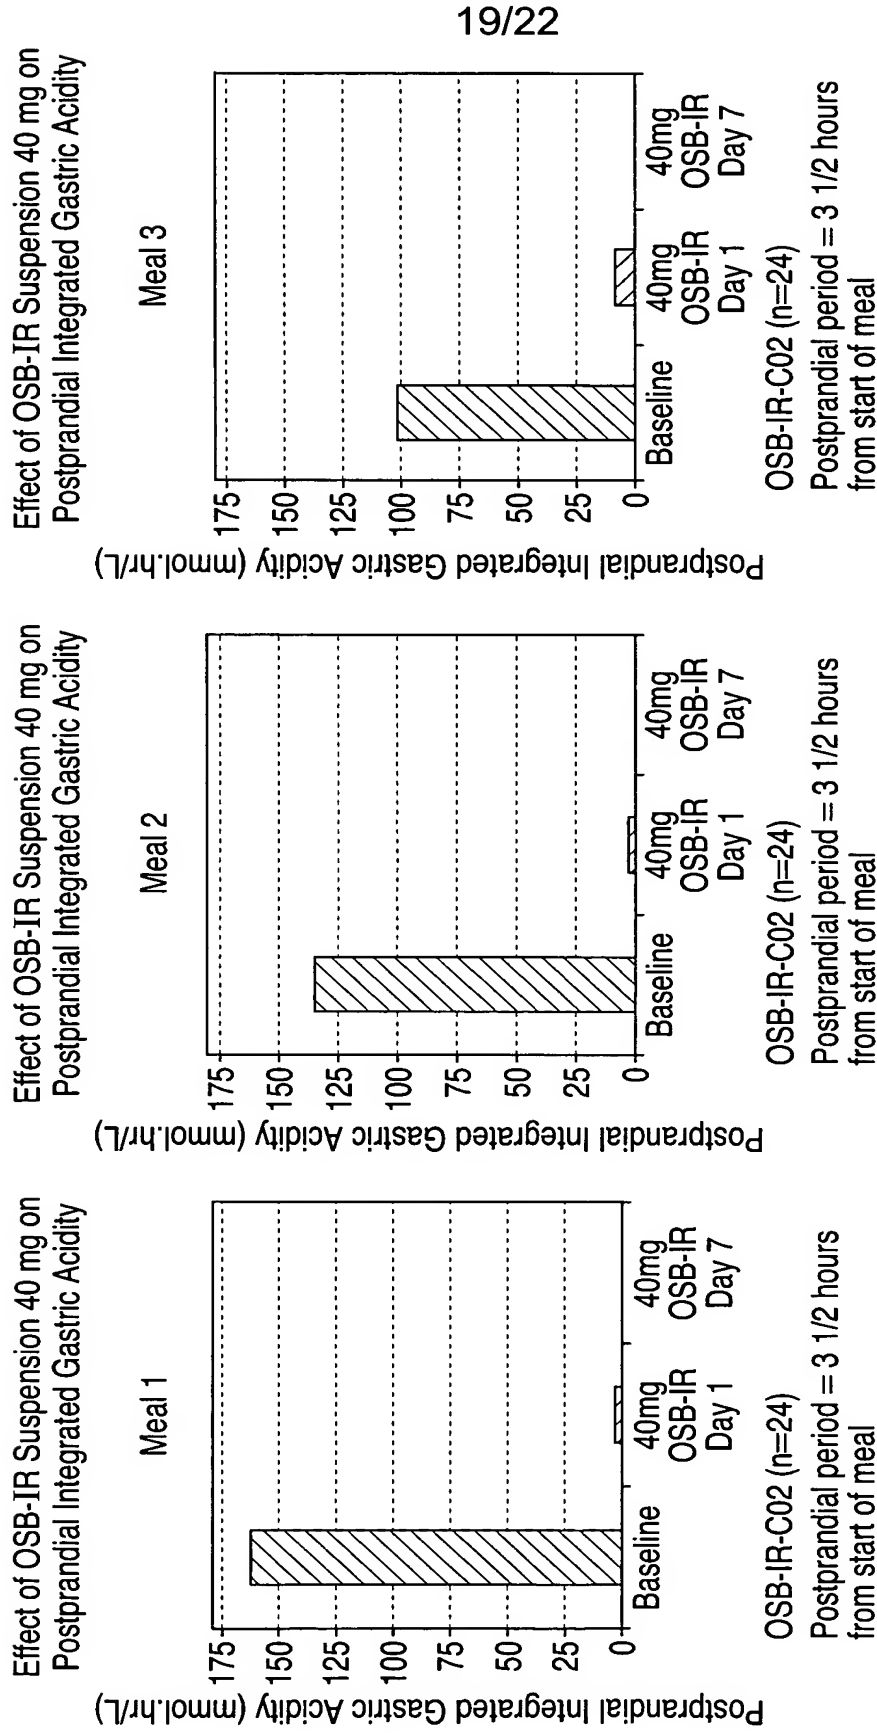 19/22
Effect of OSB-IR Suspension 40 mg on
Postprandial Integrated Gastric Acidity
Meal 1
Postprandial Integrated Gastric Acidity (mmol.hr/L)
175
150
125
100
75
50
25
0
Baseline
40mg
OSB-IR
Day 1
40mg
OSB-IR
Day 7
OSB-IR-C02 (n=24)
Postprandial period = 3 1/2 hours
from start of meal
Effect of OSB-IR Suspension 40 mg on
Postprandial Integrated Gastric Acidity
Meal 2
Postprandial Integrated Gastric Acidity (mmol.hr/L)
175
150
125
100
75
50
25
0
Baseline
40mg
OSB-IR
Day 1
40mg
OSB-IR
Day 7
OSB-IR-C02 (n=24)
Postprandial period = 3 1/2 hours
from start of meal
Effect of OSB-IR Suspension 40 mg on
Postprandial Integrated Gastric Acidity
Meal 3
Postprandial Integrated Gastric Acidity (mmol.hr/L)
175
150
125
100
75
50
25
0
Baseline
40mg
OSB-IR
Day 1
40mg
OSB-IR
Day 7
OSB-IR-C02 (n=24)
Postprandial period = 3 1/2 hours
from start of meal